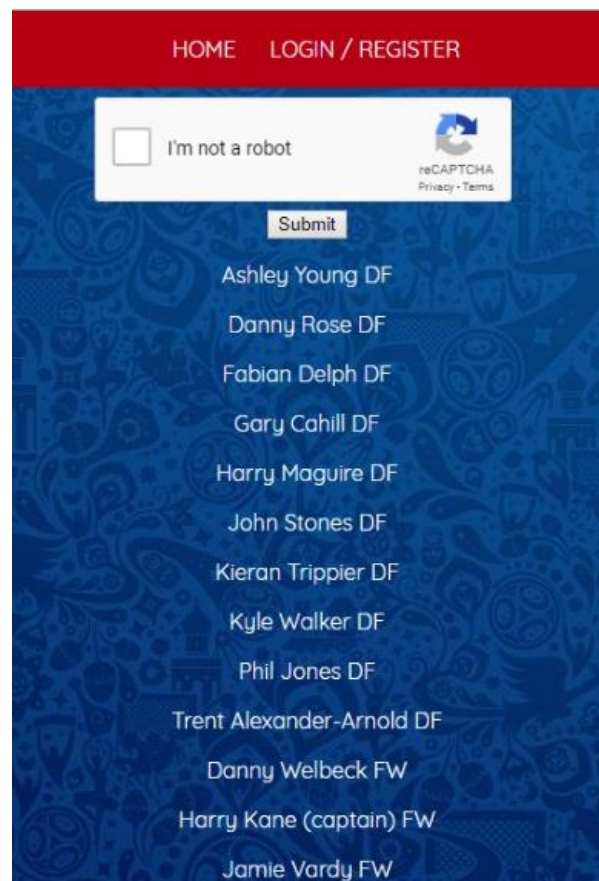 HOME LOGIN / REGISTER
I'm not a robot
reCAPTCHA
Privacy - Terms
Submit
Ashley Young DF
Danny Rose DF
Fabian Delph DF
Gary Cahill DF
Harry Maguire DF
John Stones DF
Kieran Trippier DF
Kyle Walker DF
Phil Jones DF
Trent Alexander-Arnold DF
Danny Welbeck FW
Harry Kane (captain) FW
Jamie Vardy FW